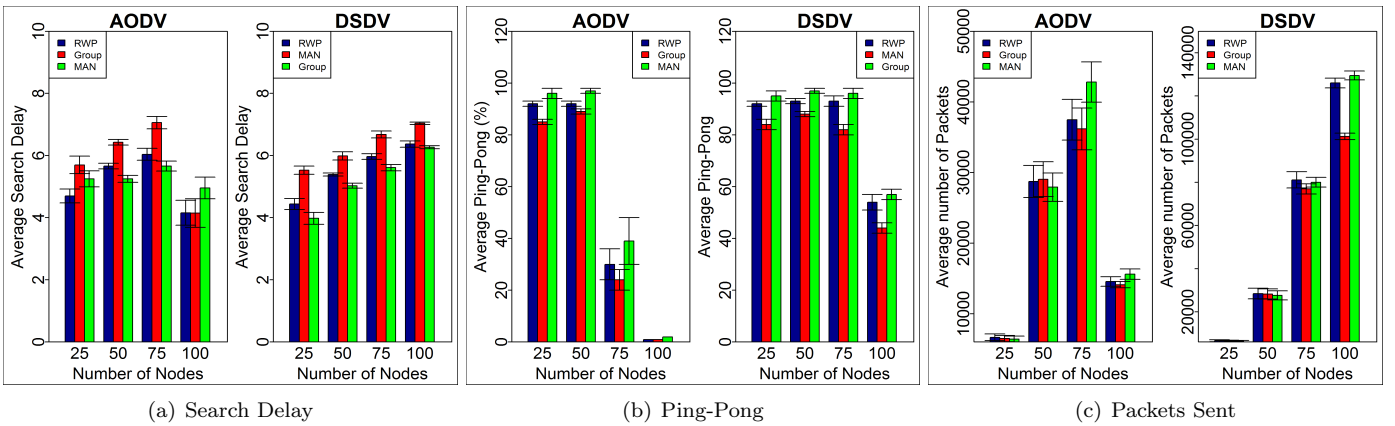 AODV
10
8
6
4
2
0
Average Search Delay
RWP
Group
MAN
25 50 75 100
Number of Nodes
DSDV
10
8
6
4
2
0
Average Search Delay
RWP
MAN
Group
25 50 75 100
Number of Nodes
(a) Search Delay
AODV
120
100
80
60
40
20
0
Average Ping-Pong (%)
RWP
Group
MAN
25 50 75 100
Number of Nodes
DSDV
120
100
80
60
40
20
0
Average Ping-Pong
RWP
Group
MAN
25 50 75 100
Number of Nodes
(b) Ping-Pong
AODV
50000
40000
30000
20000
10000
Average number of Packets
RWP
Group
MAN
25 50 75 100
Number of Nodes
DSDV
140000
100000
60000
20000
Average number of Packets
RWP
Group
MAN
25 50 75 100
Number of Nodes
(c) Packets Sent